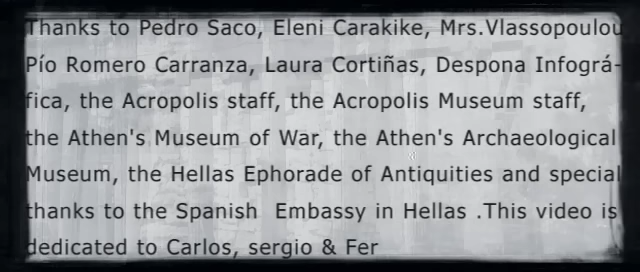 Thanks to Pedro Saco, Eleni Carakike, Mrs.Vlassopoulou
Pío Romero Carranza, Laura Cortiñas, Despona Infográ-
fica, the Acropolis staff, the Acropolis Museum staff,
the Athen's Museum of War, the Athen's Archaeological
Museum, the Hellas Ephorade of Antiquities and special
thanks to the Spanish  Embassy in Hellas .This video is
dedicated to Carlos, sergio & Fer